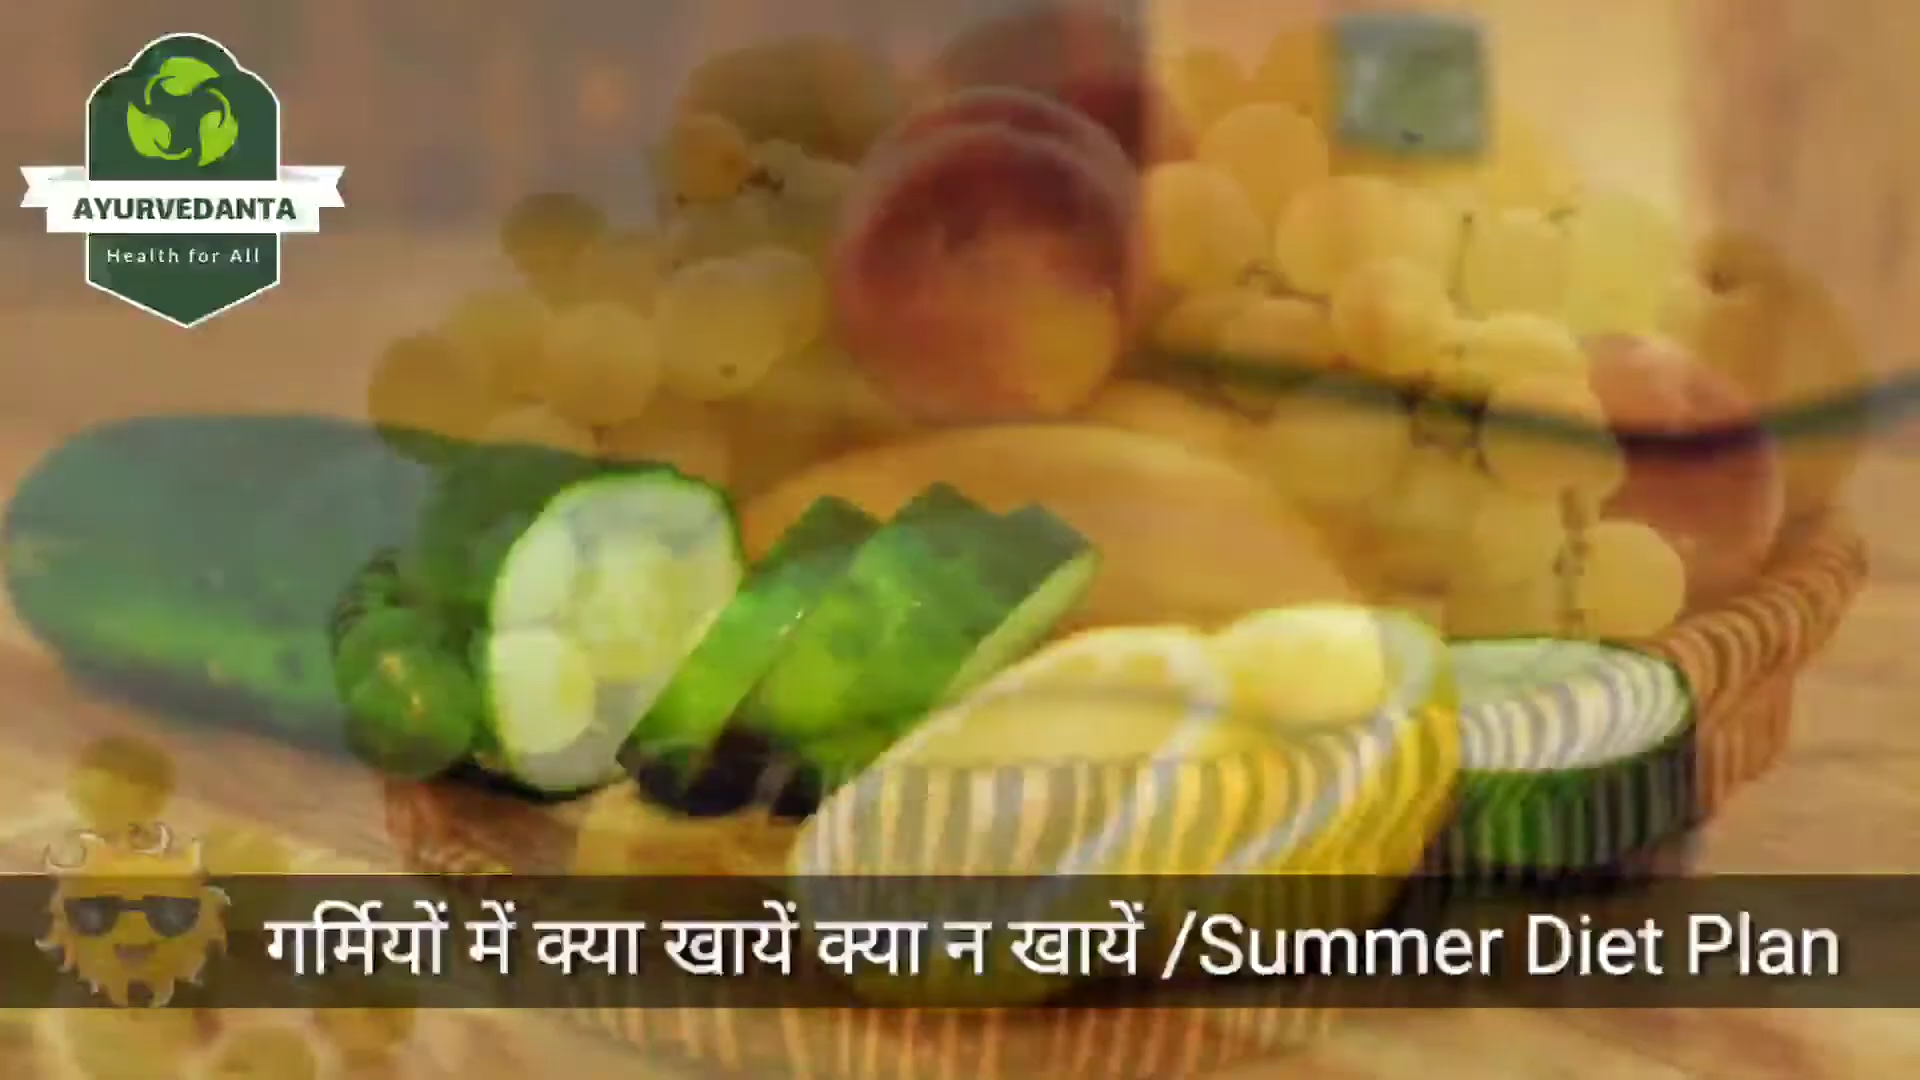 AYURVEDANTA
Health for All
गर्मियों में क्या खायें क्या न खायें /Summer Diet Plan